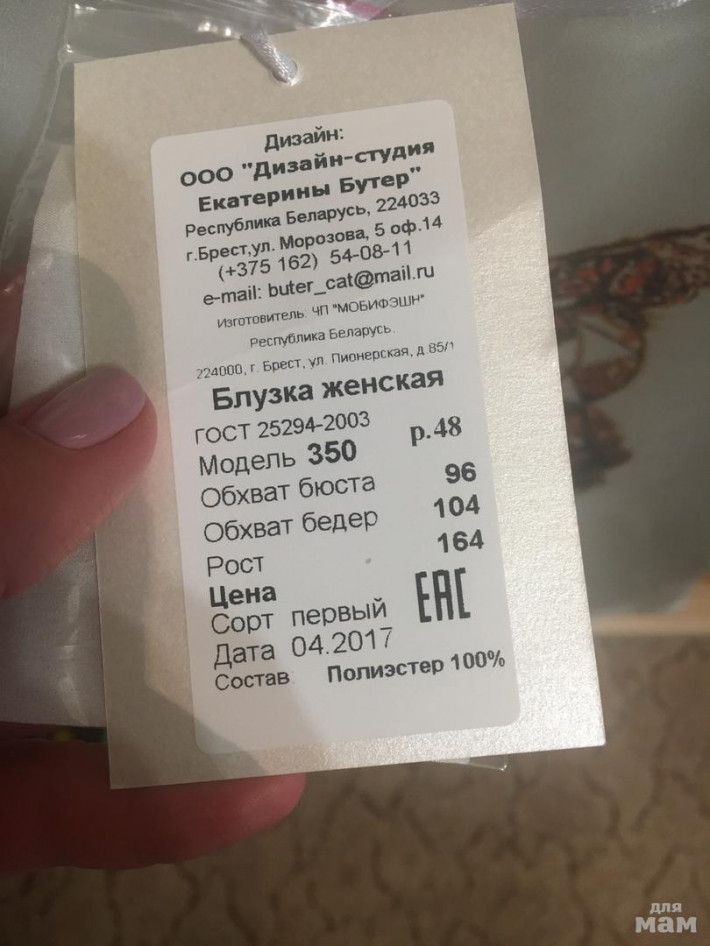 Дизайн:
ООО "Дизайн-студия
Екатерины Бутер"
Республика Беларусь, 224033
г.Брест,ул. Морозова, 5 оф.14
(+375 162) 54-08-11
e-mail: buter_cat@mail.ru
Изготовитель. ЧП "МОБИФЭШН"
Республика Беларусь.
224000, г. Брест, ул. Пионерская, д.85/1
Блузка женская
ГОСТ 25294-2003
Модель 350 р.48
Обхват бюста 96
Обхват бедер 104
Рост 164
Цена
Сорт первый ЕАС
Дата 04.2017
Состав Полиэстер 100%
для
мам